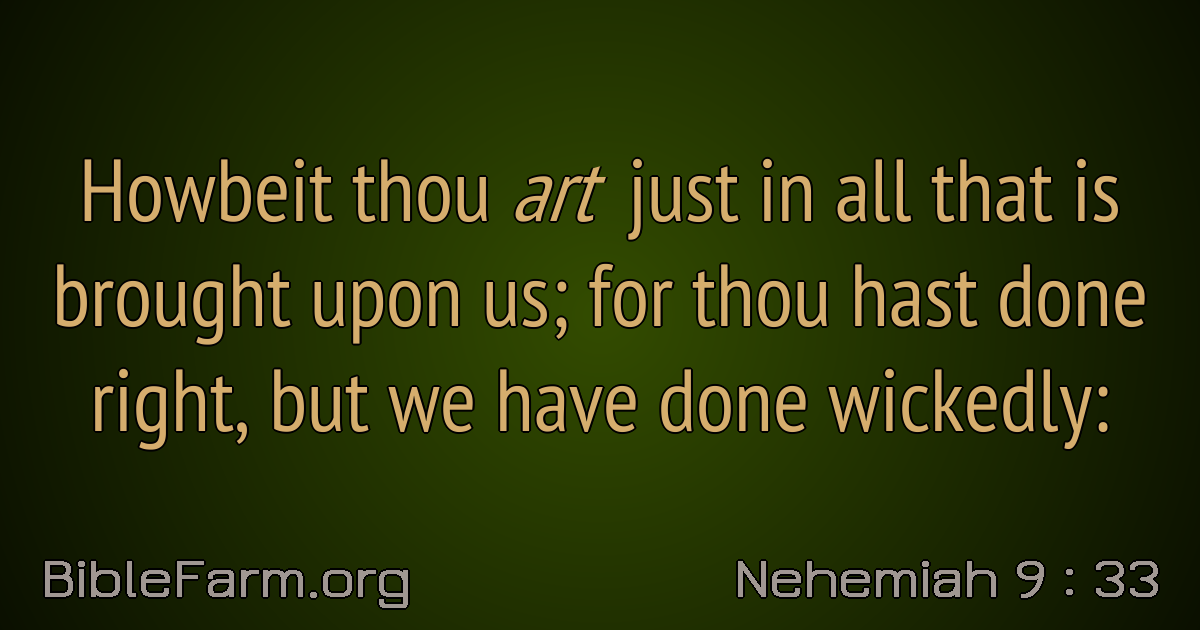 Howbeit thou art just in all that is
brought upon us; for thou hast done
right, but we have done wickedly:
BibleFarm.org
Nehemiah 9 : 33